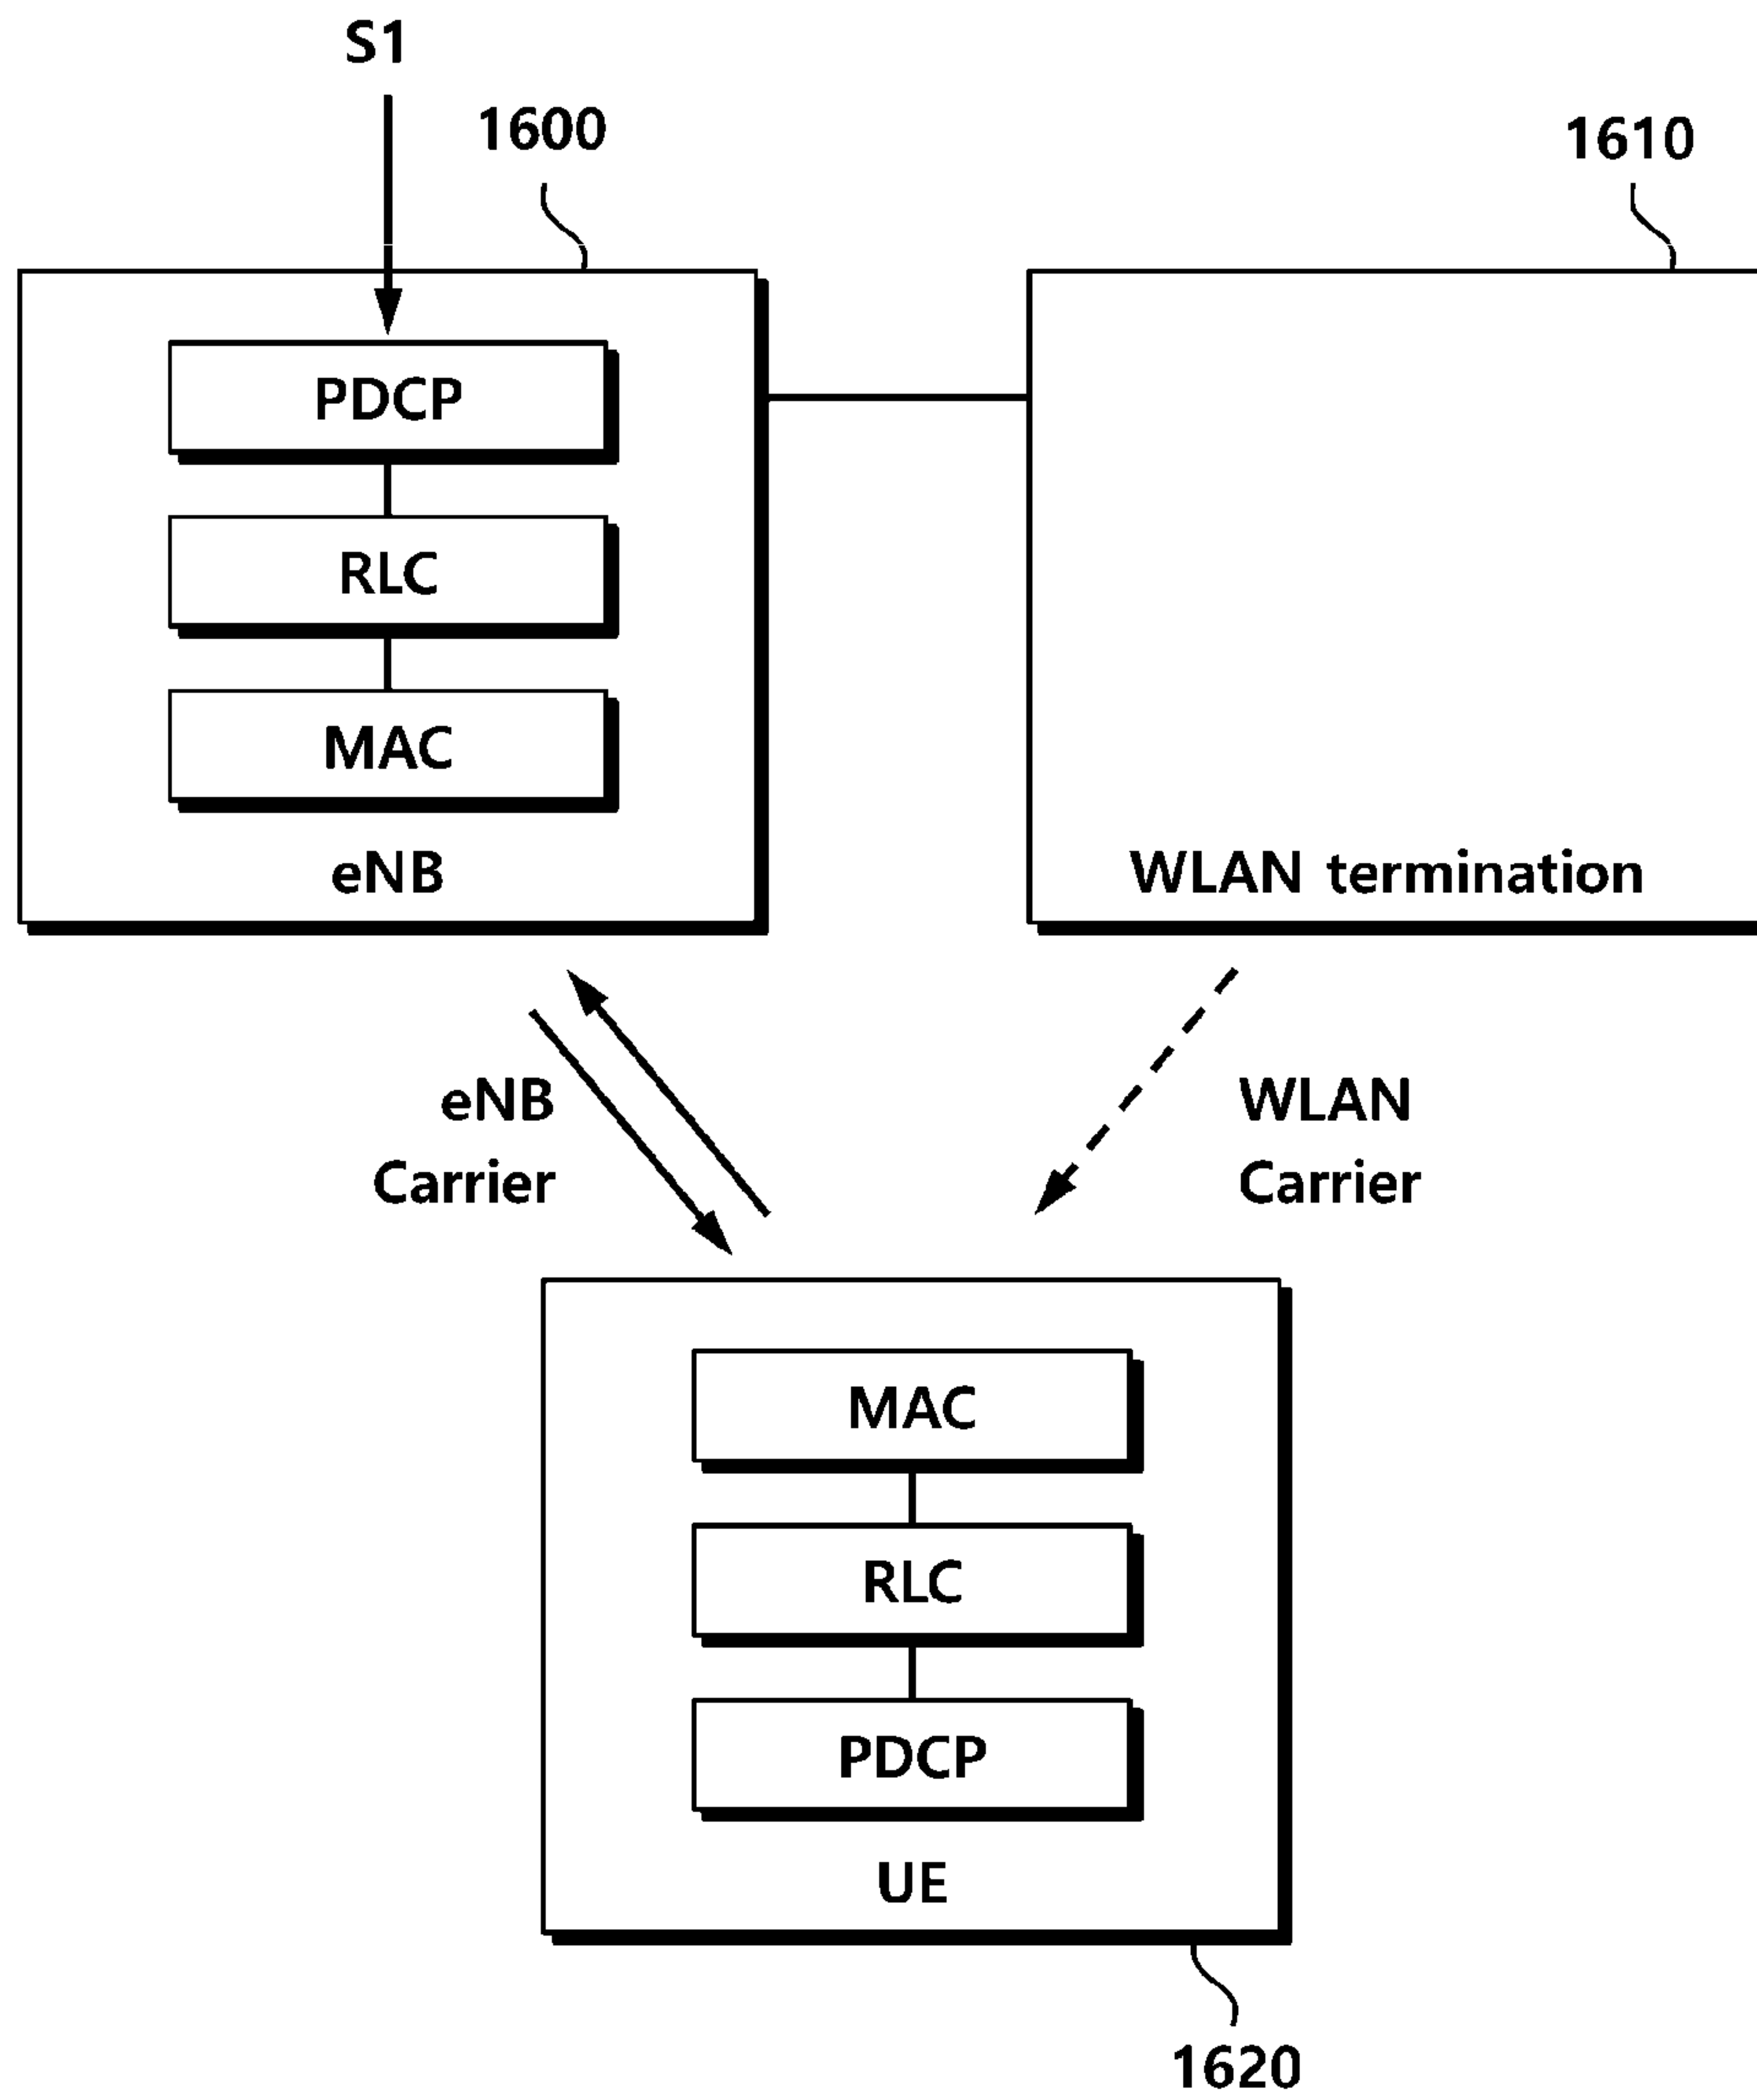 S1
1600
1610
PDCP
RLC
MAC
eNB
WLAN termination
eNB
Carrier
WLAN
Carrier
MAC
RLC
PDCP
UE
1620